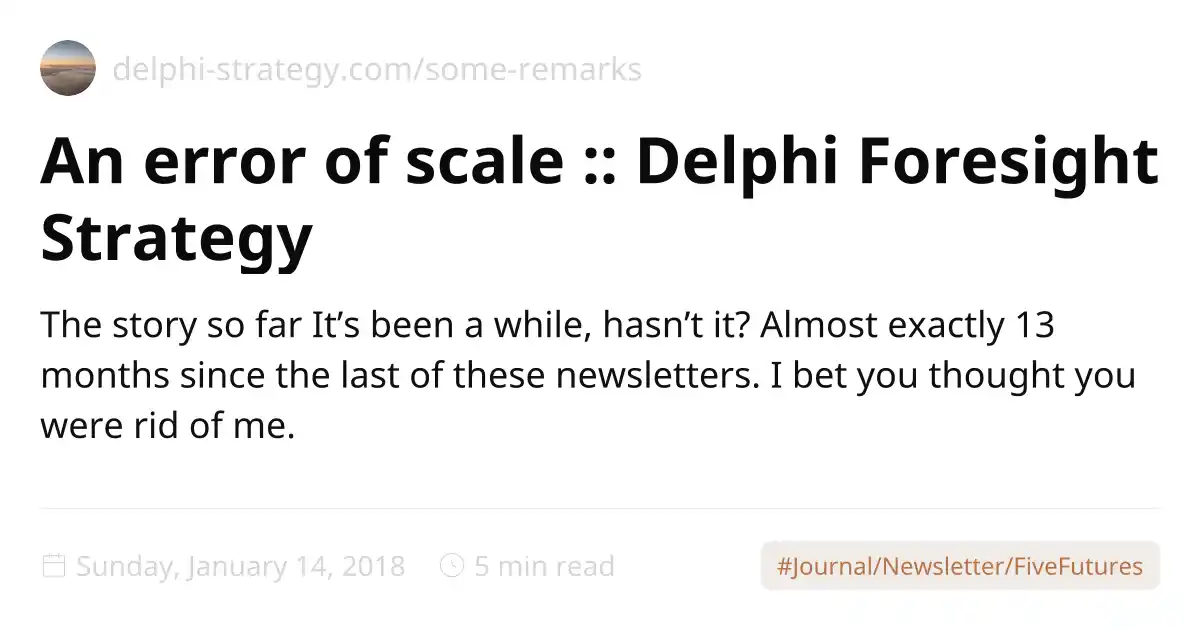 delphi-strategy.com/some-remarks
An error of scale :: Delphi Foresight
Strategy
The story so far It’s been a while, hasn’t it? Almost exactly 13
months since the last of these newsletters. I bet you thought you
were rid of me.
Sunday, January 14, 2018 5 min read #Journal/Newsletter/FiveFutures